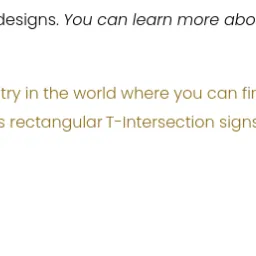 designs. You can learn more abo
try in the world where you can fi
s rectangular T-Intersection signs